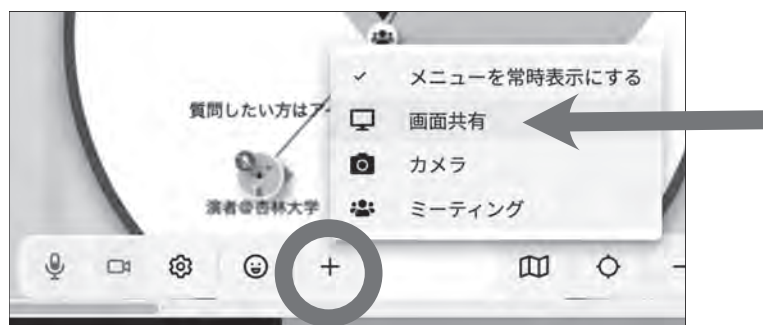 メニューを常時表示にする
質問したい方はア
画面共有
カメラ
演者@杏林大学
ミーティング